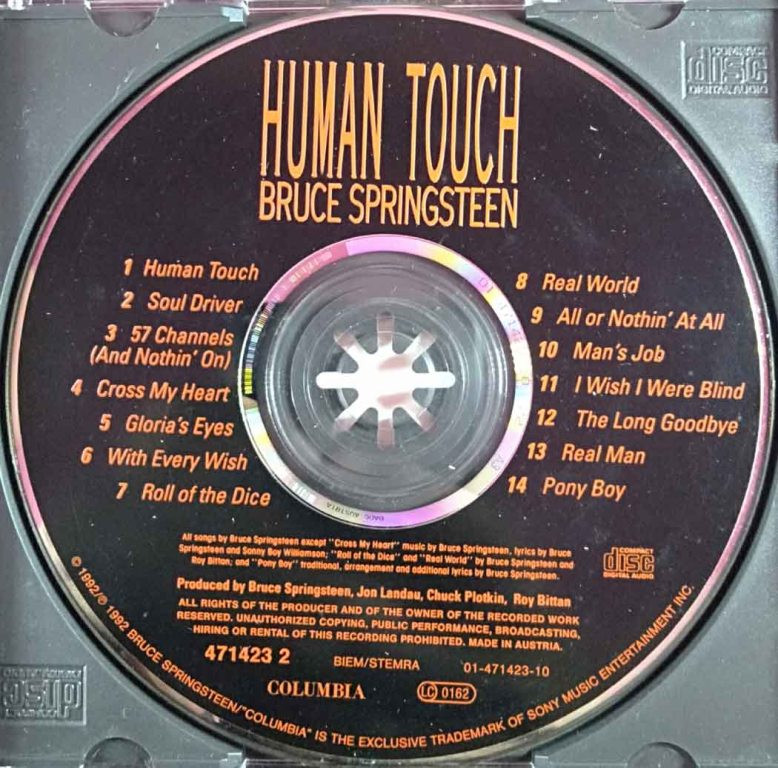 HUMAN TOUCH
BRUCE SPRINGSTEEN
1 Human Touch
2 Soul Driver
3 57 Channels
(And Nothin' On)
4 Cross My Heart
5 Gloria's Eyes
6 With Every Wish
7 Roll of the Dice
8 Real World
9 All or Nothin' At All
10 Man's Job
11 I Wish I Were Blind
12 The Long Goodbye
13 Real Man
14 Pony Boy
All songs by Bruce Springsteen except "Cross My Heart" music by Bruce Springsteen, lyrics by Bruce
Springsteen and Sonny Boy Williamson; "Roll of the Dice" and "Real World" by Bruce Springsteen and
Roy Bittan; and "Pony Boy" traditional, arrangement and additional lyrics by Bruce Springsteen.
Produced by Bruce Springsteen, Jon Landau, Chuck Plotkin, Roy Bittan
ALL RIGHTS OF THE PRODUCER AND OF THE OWNER OF THE RECORDED WORK
RESERVED. UNAUTHORIZED COPYING, PUBLIC PERFORMANCE, BROADCASTING,
HIRING OR RENTAL OF THIS RECORDING PROHIBITED. MADE IN AUSTRIA.
471423 2
BIEM/STEMRA
01-471423-10
COLUMBIA
LC 0162
© 1992/℗ 1992 BRUCE SPRINGSTEEN/"COLUMBIA" IS THE EXCLUSIVE TRADEMARK OF SONY MUSIC ENTERTAINMENT INC.
COMPACT
disc
DIGITAL AUDIO
COMPACT
disc
DIGITAL AUDIO
DADC AUSTRIA